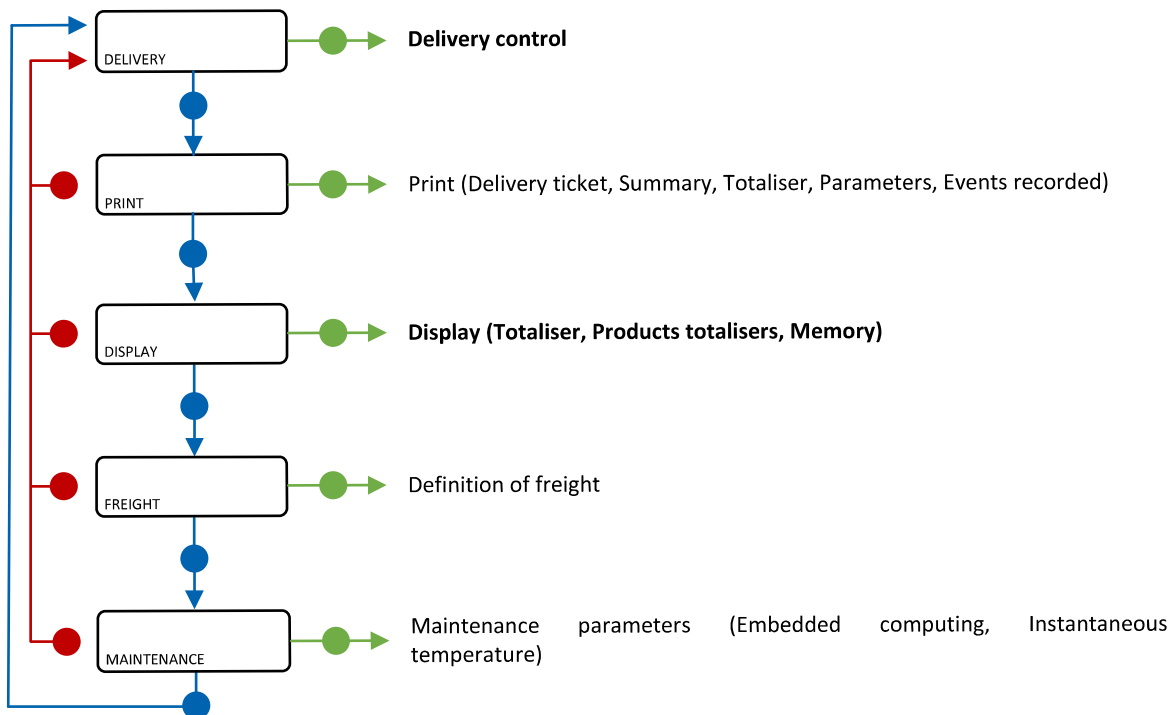 DELIVERY
Delivery control
PRINT
Print (Delivery ticket, Summary, Totaliser, Parameters, Events recorded)
DISPLAY
Display (Totaliser, Products totalisers, Memory)
FREIGHT
Definition of freight
MAINTENANCE
Maintenance parameters (Embedded computing, Instantaneous
temperature)